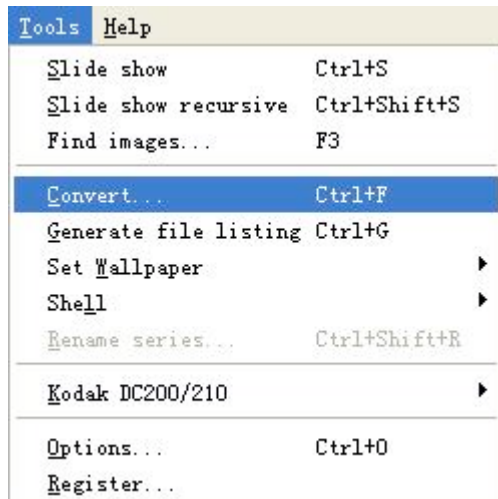 Tools Help
Slide show Ctrl+S
Slide show recursive Ctrl+Shift+S
Find images... F3
Convert... Ctrl+F
Generate file listing Ctrl+G
Set Wallpaper
Shell
Rename series... Ctrl+Shift+R
Kodak DC200/210
Options... Ctrl+O
Register...